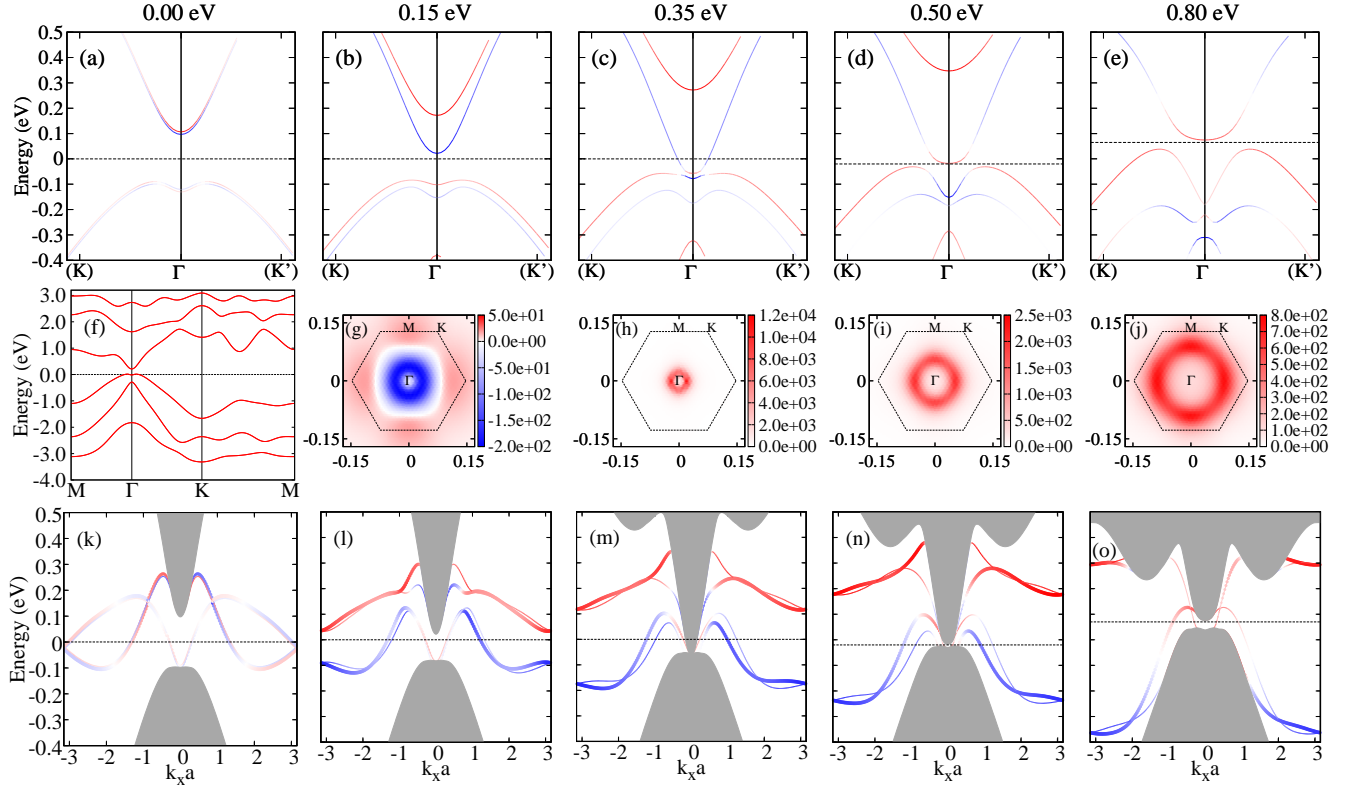 0.00 eV 0.15 eV 0.35 eV 0.50 eV 0.80 eV
0.5
0.4
0.3
0.2
0.1
0
-0.1
-0.2
-0.3
-0.4
Energy (eV)
(a) (b) (c) (d) (e)
(K) Γ (K') (K) Γ (K') (K) Γ (K') (K) Γ (K') (K) Γ (K')
3.0
2.0
1.0
0.0
-1.0
-2.0
-3.0
-4.0
Energy (eV)
(f)
M Γ K M
(g) M K
Γ
0.15
0
-0.15
-0.15 0 0.15
5.0e+01
0.0e+00
-5.0e+01
-1.0e+02
-1.5e+02
-2.0e+02
(h) M K
Γ
0.15
0
-0.15
-0.15 0 0.15
1.2e+04
1.0e+04
8.0e+03
6.0e+03
4.0e+03
2.0e+03
0.0e+00
(i) M K
Γ
0.15
0
-0.15
-0.15 0 0.15
2.5e+03
2.0e+03
1.5e+03
1.0e+03
5.0e+02
0.0e+00
(j) M K
Γ
0.15
0
-0.15
-0.15 0 0.15
8.0e+02
7.0e+02
6.0e+02
5.0e+02
4.0e+02
3.0e+02
2.0e+02
1.0e+02
0.0e+00
0.5
0.4
0.3
0.2
0.1
0
-0.1
-0.2
-0.3
-0.4
Energy (eV)
(k) (l) (m) (n) (o)
-3 -2 -1 0 1 2 3 -3 -2 -1 0 1 2 3 -3 -2 -1 0 1 2 3 -3 -2 -1 0 1 2 3 -3 -2 -1 0 1 2 3
kₓa kₓa kₓa kₓa kₓa